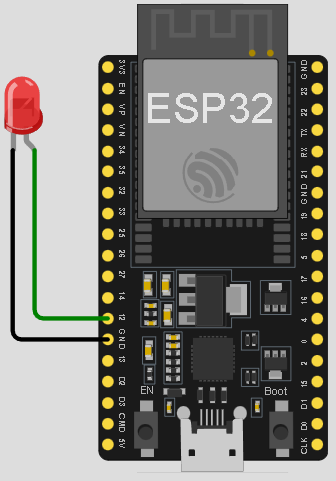 ESP32
3V3
EN
VP
VN
34
35
32
33
25
26
27
14
12
GND
13
D2
D3
CMD
5V
GND
23
22
TX
RX
21
GND
19
18
5
17
16
4
0
2
15
D1
D0
CLK
EN
Boot